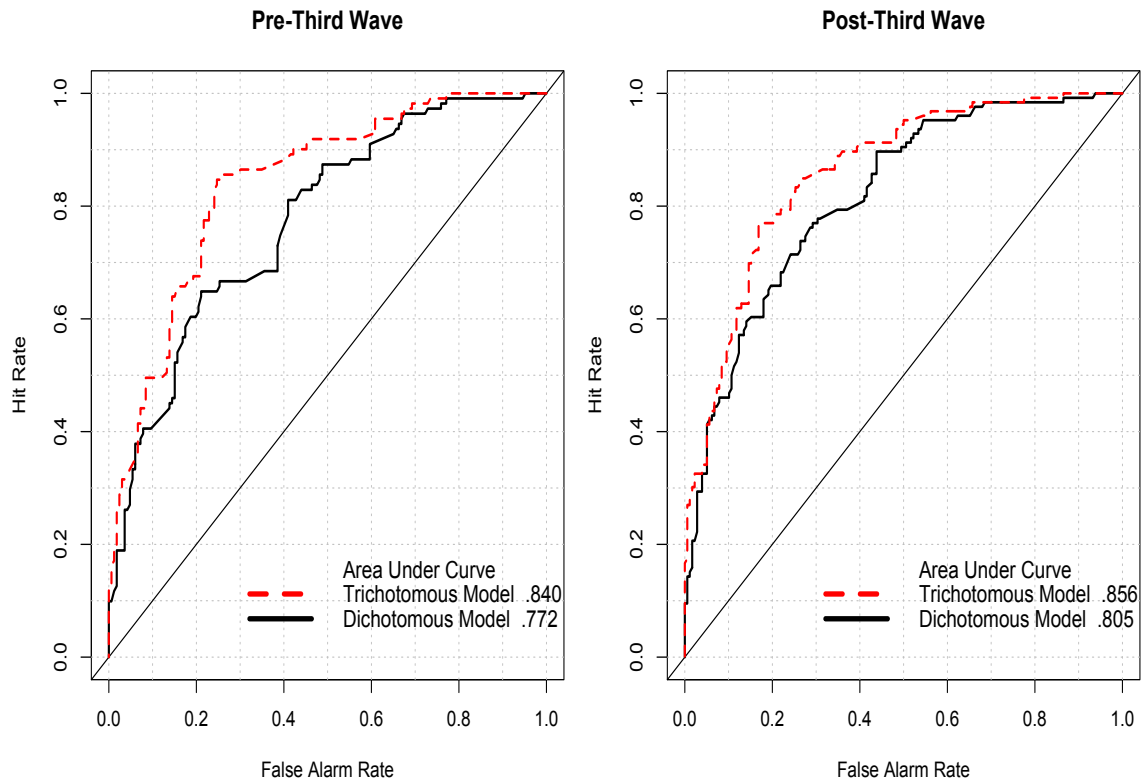 Pre-Third Wave
Hit Rate
1.0
0.8
0.6
0.4
0.2
0.0
Area Under Curve
Trichotomous Model .840
Dichotomous Model .772
0.0 0.2 0.4 0.6 0.8 1.0
False Alarm Rate
Post-Third Wave
Hit Rate
1.0
0.8
0.6
0.4
0.2
0.0
Area Under Curve
Trichotomous Model .856
Dichotomous Model .805
0.0 0.2 0.4 0.6 0.8 1.0
False Alarm Rate